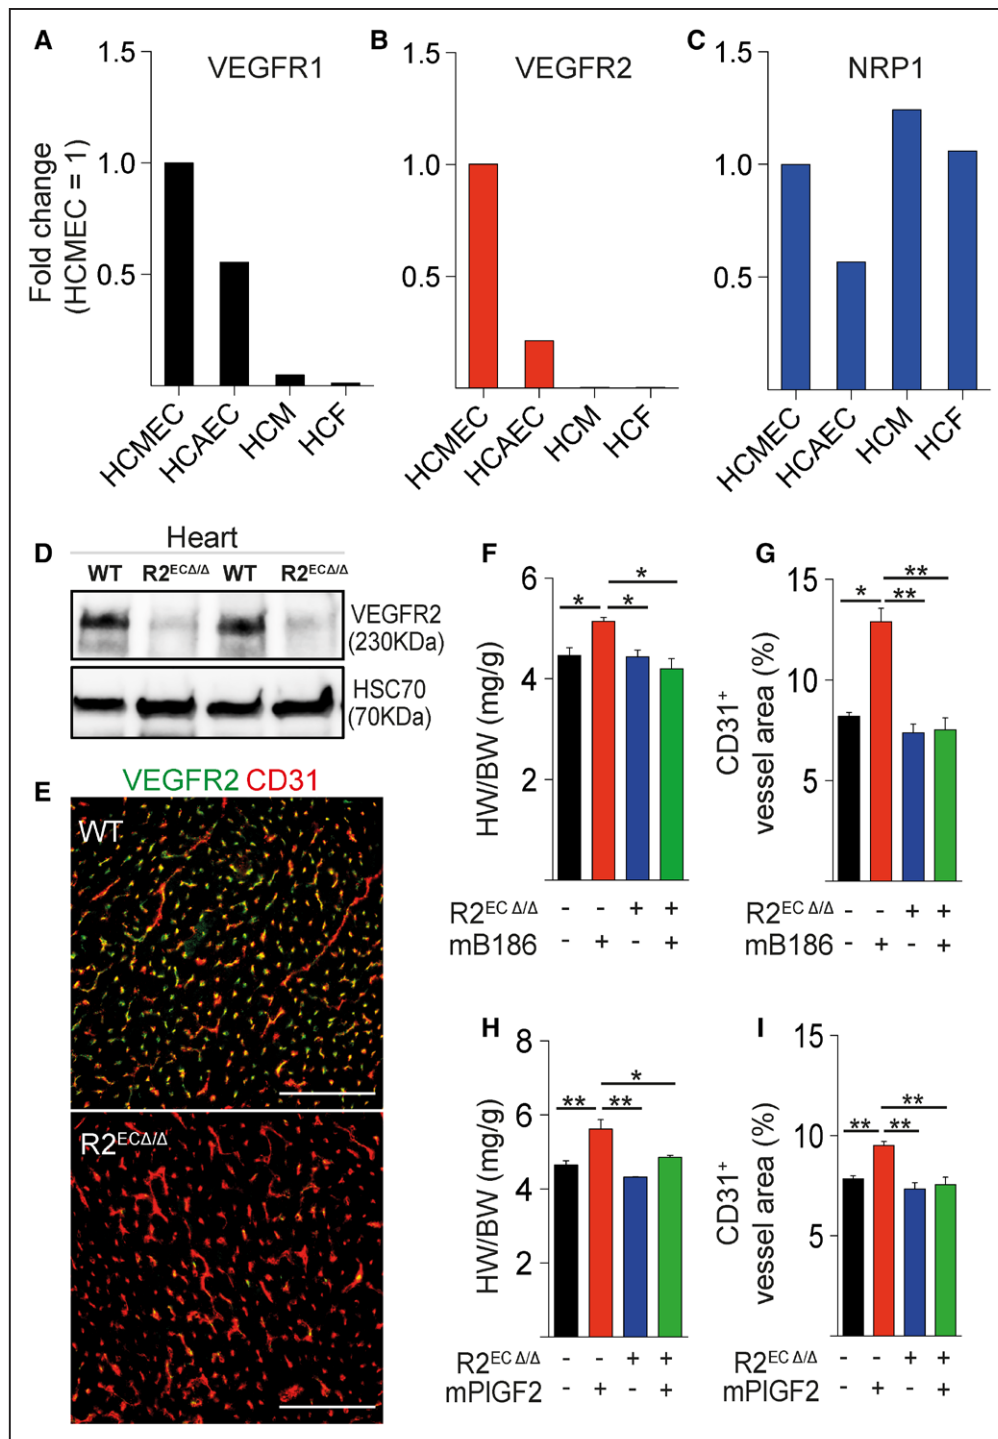 A
B
C
1.5
1.0
0.5
VEGFR1
Fold change
(HCMEC = 1)
HCMEC
HCAEC
HCM
HCF
1.5
1.0
0.5
VEGFR2
HCMEC
HCAEC
HCM
HCF
1.5
1.0
0.5
NRP1
HCMEC
HCAEC
HCM
HCF
D
Heart
WT R2ECΔ/Δ WT R2ECΔ/Δ
VEGFR2
(230KDa)
HSC70
(70KDa)
E
VEGFR2 CD31
WT
R2ECΔ/Δ
F
6
4
2
HW/BW (mg/g)
* * *
R2EC Δ/Δ - - + +
mB186 - + - +
G
15
10
5
CD31+
vessel area (%)
* ** **
R2EC Δ/Δ - - + +
mB186 - + - +
H
8
6
4
2
HW/BW (mg/g)
** ** *
R2EC Δ/Δ - - + +
mPlGF2 - + - +
I
15
10
5
CD31+
vessel area (%)
** ** **
R2EC Δ/Δ - - + +
mPlGF2 - + - +